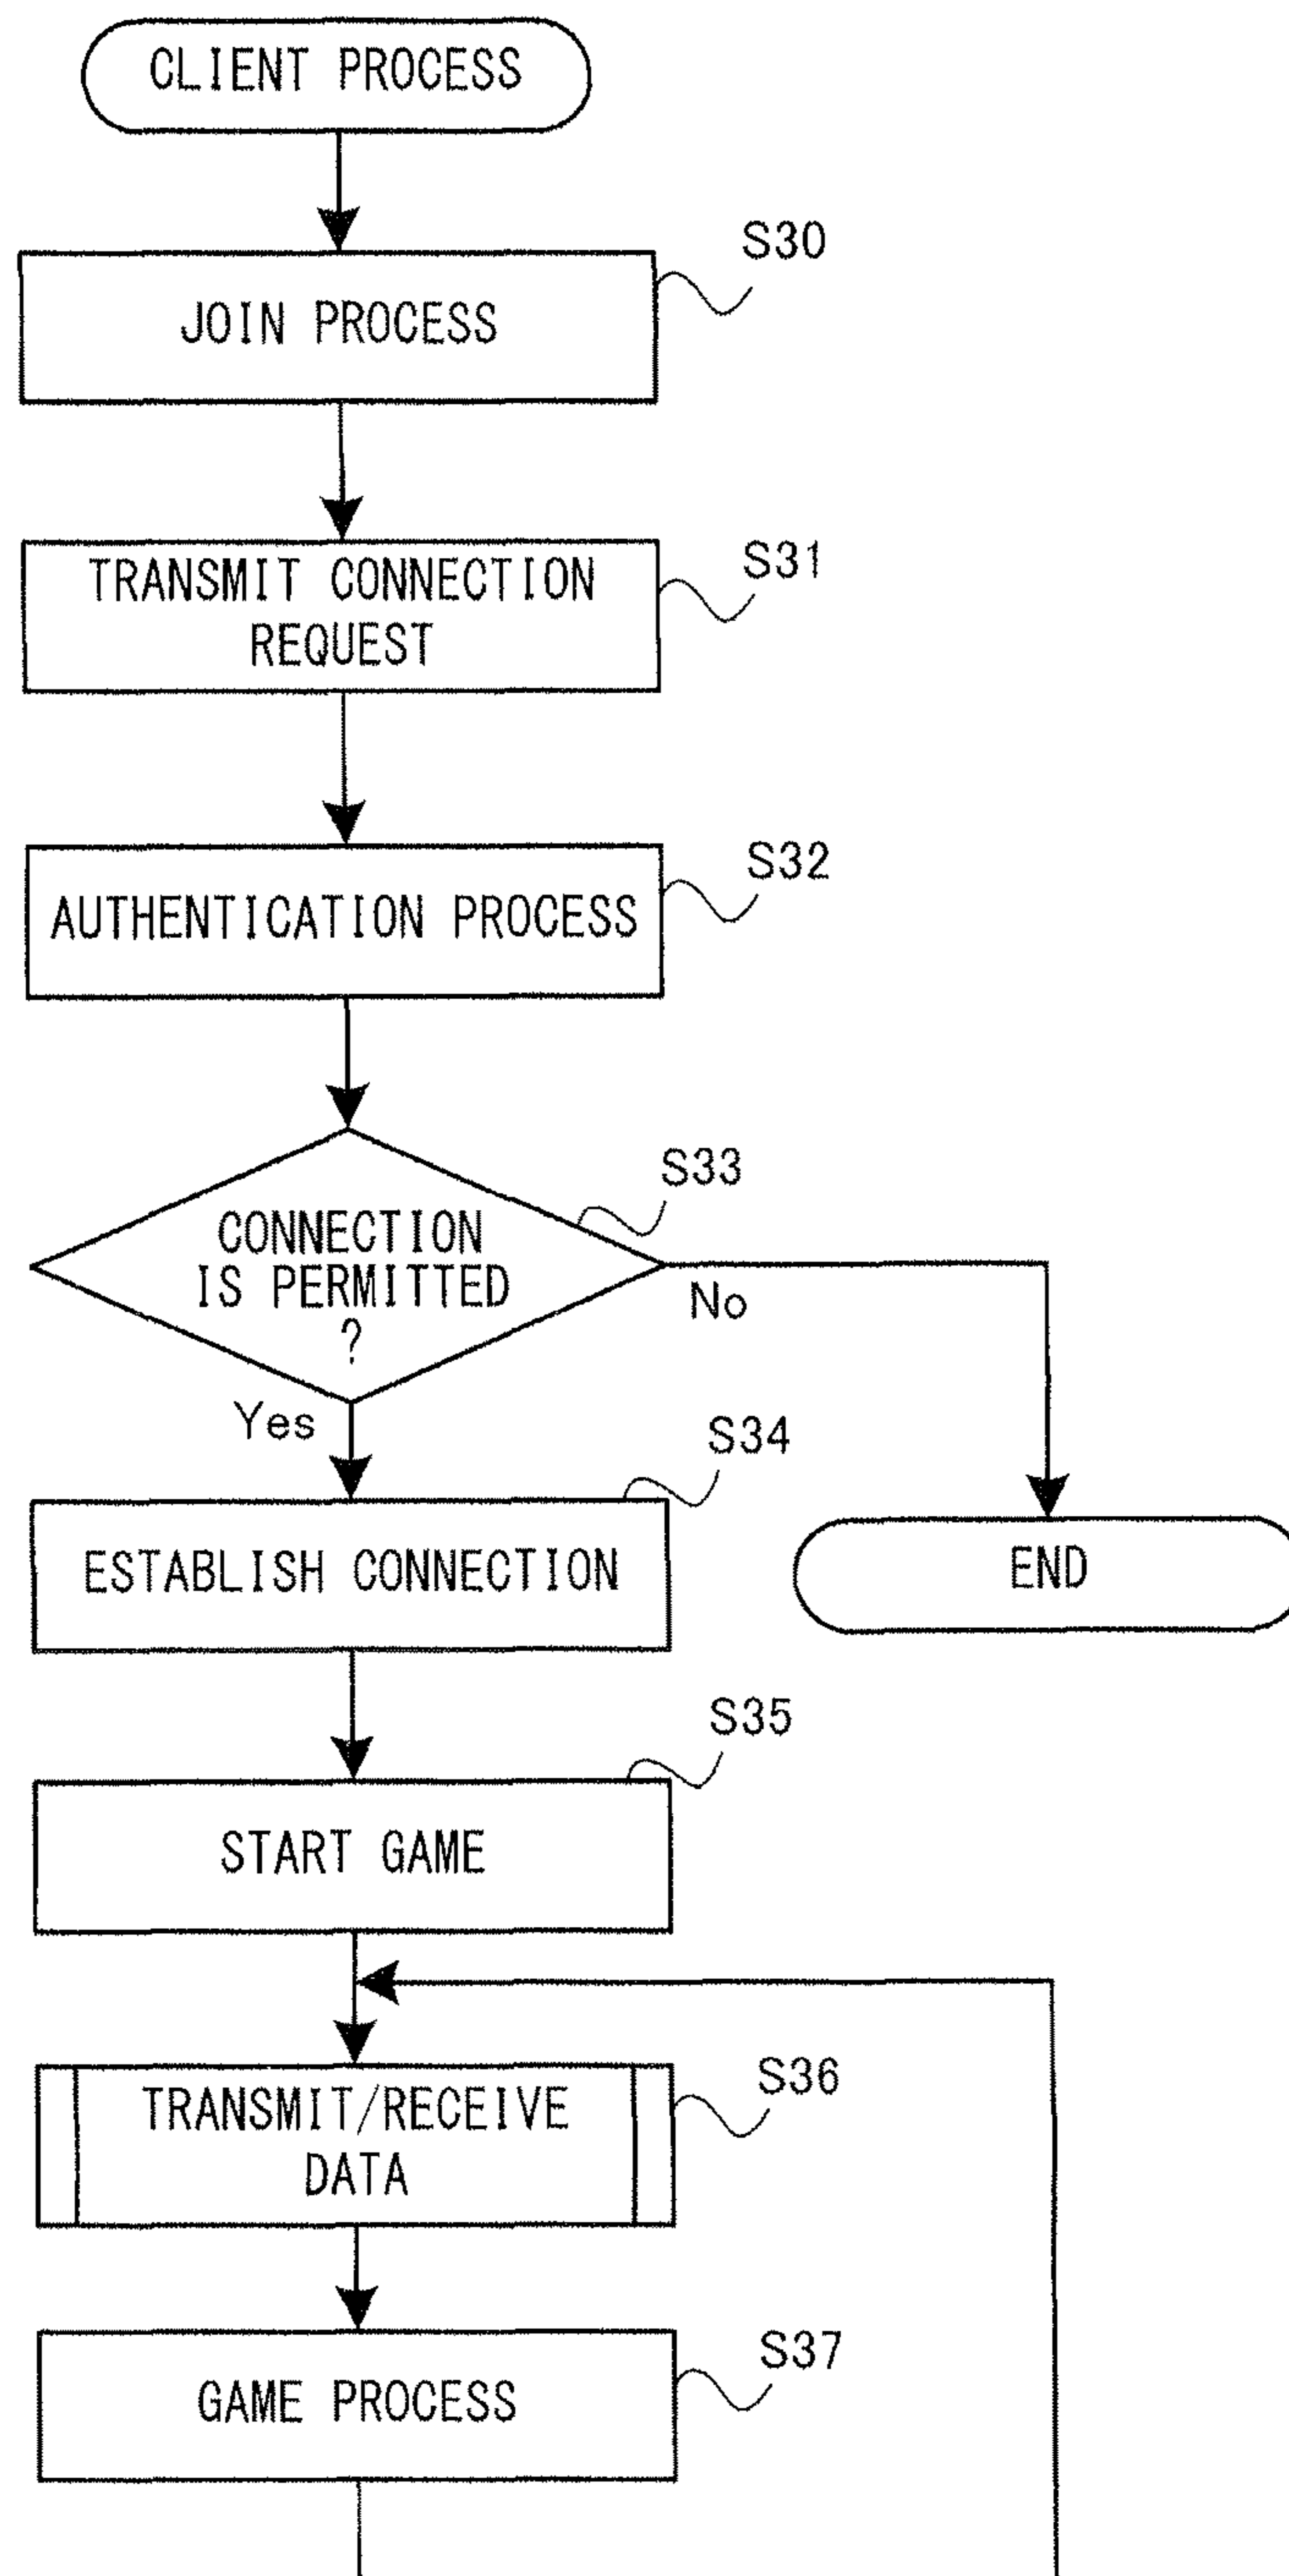 CLIENT PROCESS
S30
JOIN PROCESS
S31
TRANSMIT CONNECTION
REQUEST
S32
AUTHENTICATION PROCESS
S33
CONNECTION
IS PERMITTED
?
No
Yes
S34
ESTABLISH CONNECTION
END
S35
START GAME
S36
TRANSMIT/RECEIVE
DATA
S37
GAME PROCESS